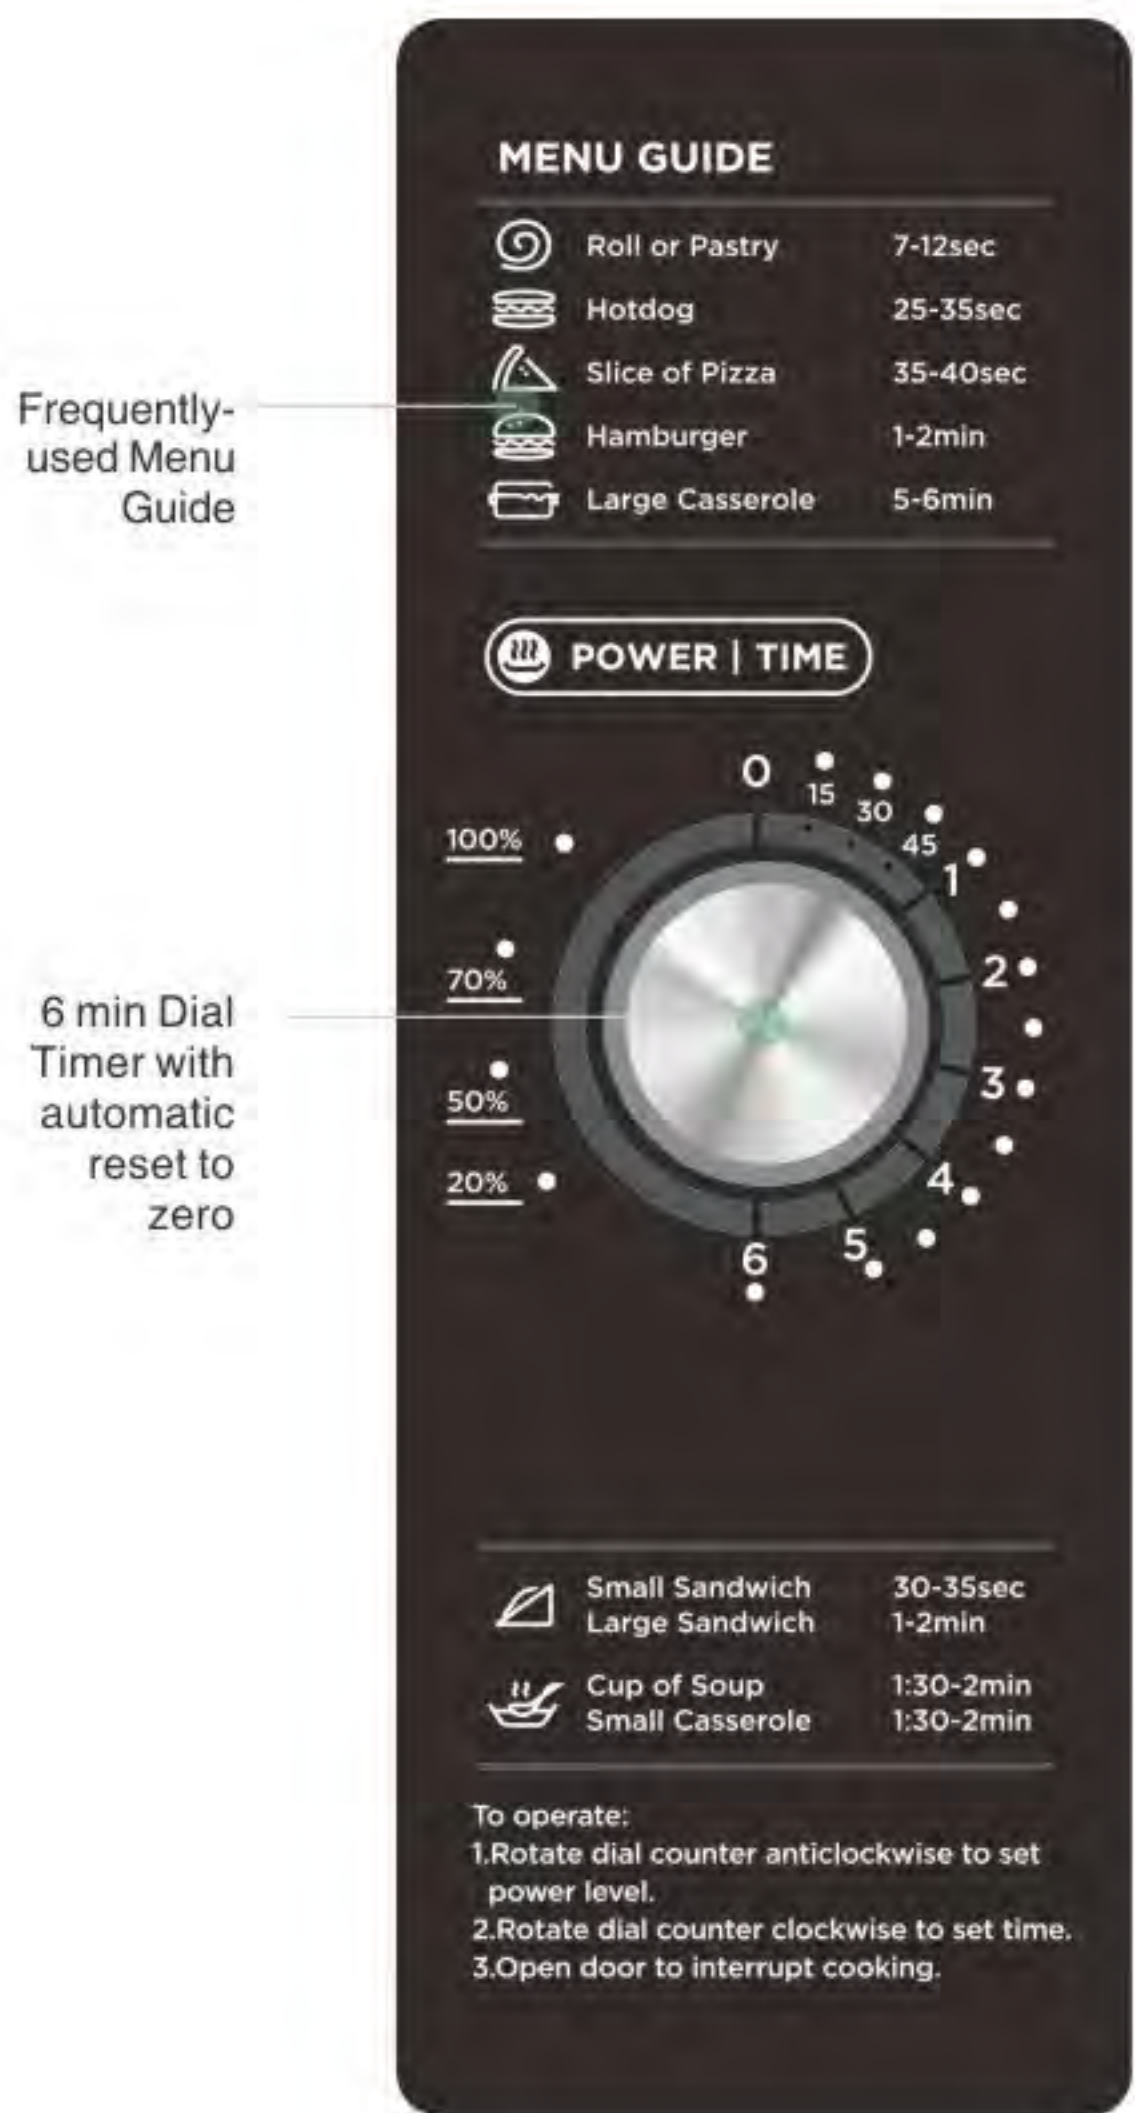 MENU GUIDE
Roll or Pastry 7-12sec
Hotdog 25-35sec
Slice of Pizza 35-40sec
Hamburger 1-2min
Large Casserole 5-6min
Frequently-
used Menu
Guide
POWER | TIME
0
15
30
45
1
2
3
4
5
6
100%
70%
50%
20%
6 min Dial
Timer with
automatic
reset to
zero
Small Sandwich 30-35sec
Large Sandwich 1-2min
Cup of Soup 1:30-2min
Small Casserole 1:30-2min
To operate:
1.Rotate dial counter anticlockwise to set
power level.
2.Rotate dial counter clockwise to set time.
3.Open door to interrupt cooking.